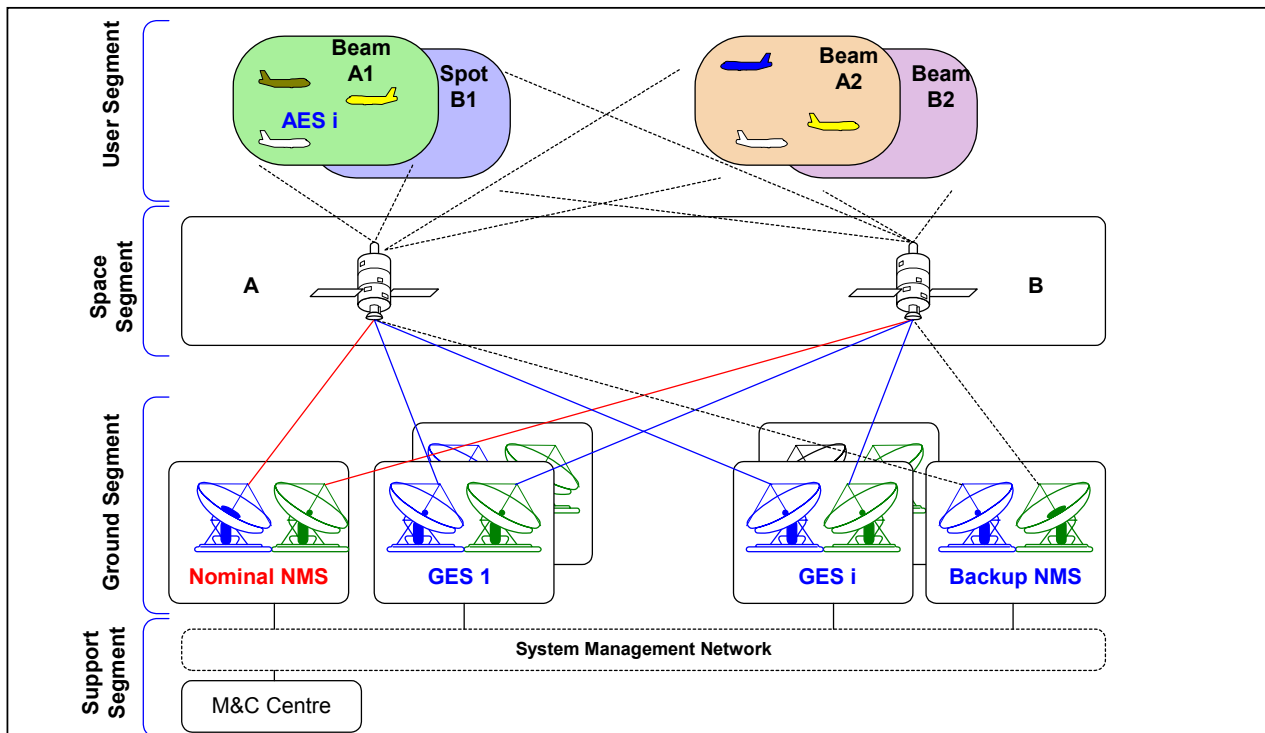 User Segment
Beam
A1
Spot
B1
AES i
Beam
A2
Beam
B2
Space
Segment
A
B
Ground Segment
Nominal NMS
GES 1
GES i
Backup NMS
Support
Segment
System Management Network
M&C Centre